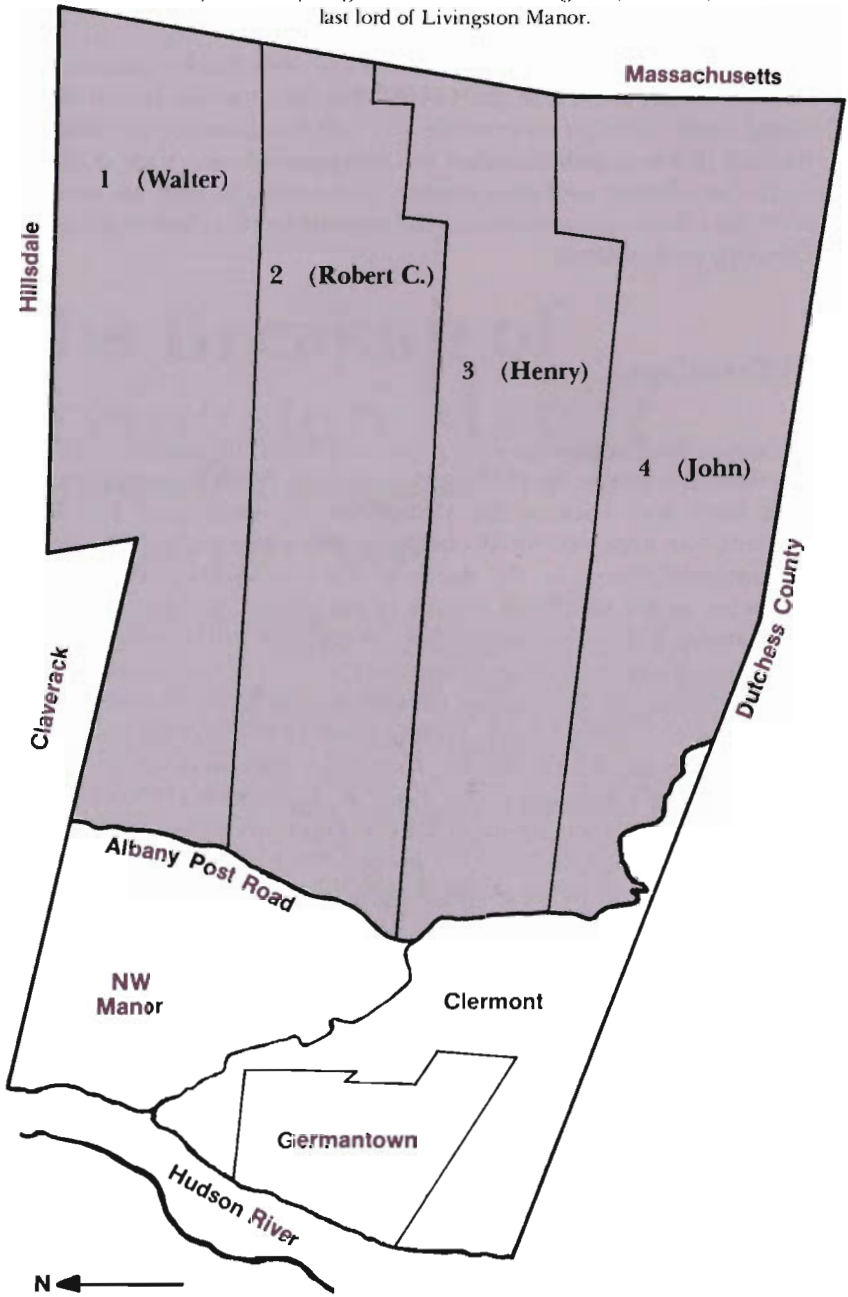 last lord of Livingston Manor.
Massachusetts
1 (Walter)
Hillsdale
2 (Robert C.)
3 (Henry)
4 (John)
Dutchess County
Claverack
Albany Post Road
NW
Manor
Clermont
Germantown
Hudson River
N